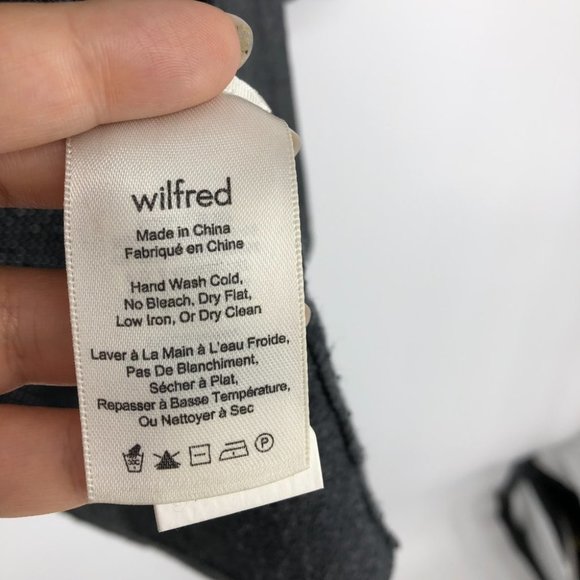 wilfred
Made in China
Fabriqué en Chine
Hand Wash Cold,
No Bleach, Dry Flat,
Low Iron, Or Dry Clean
Laver à La Main à L'eau Froide,
Pas De Blanchiment,
Sécher à Plat,
Repasser à Basse Température,
Ou Nettoyer à Sec
P